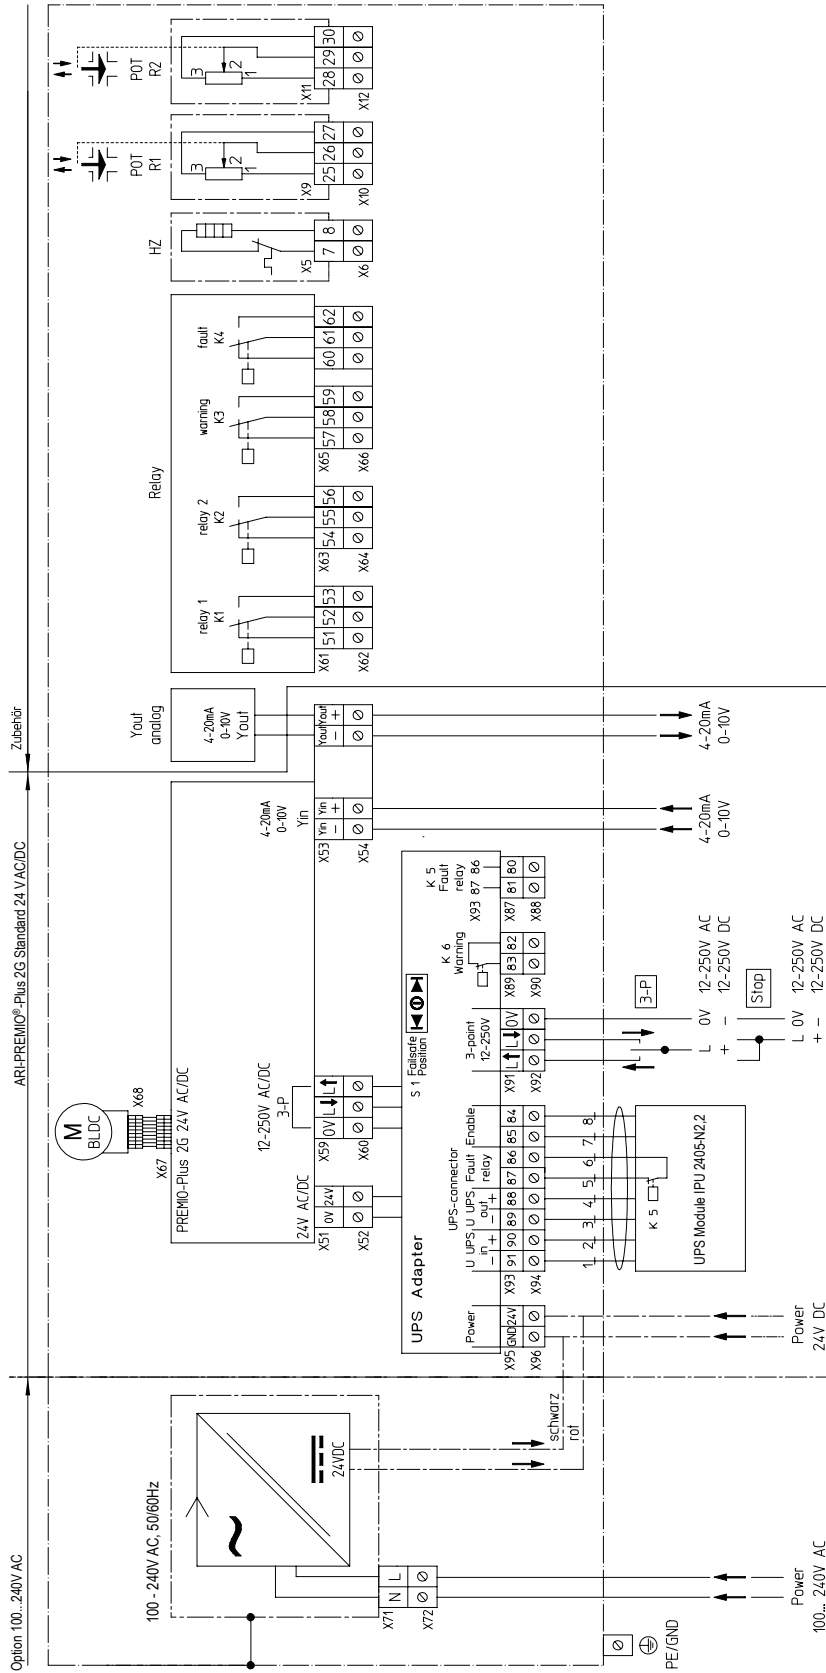 Option 100...240V AC
ARI-PREMIO®-Plus 2G Standard 24 V AC/DC
Zubehör
100 - 240V AC, 50/60Hz
~
24VDC
X71
N L
X72
PE/GND
Power
100... 240V AC
schwarz
rot
M
BLDC
X67
X68
PREMIO-Plus 2G 24V AC/DC
24V AC/DC
X51
0V 24V
X52
12-250V AC/DC
3-P
X59
0V L L
X60
4-20mA
0-10V
Yin
X53
Yin Yin
- +
X54
4-20mA
0-10V
Yout
analog
4-20mA
0-10V
Yout
Yout Yout
- +
4-20mA
0-10V
UPS Adapter
S 1 Failsafe
Position
Power
X95
GND 24V
X96
Power
24V DC
UPS-connector
U UPS
- in +
U UPS
- out +
Fault
relay
Enable
X93
91 90 89 88 87 86 85 84
X94
1 2 3 4 5 6 7 8
K 5
UPS Module IPU 2405-N2,2
3-point
12-250V
X91
L L 0V
X92
3-P
L 0V 12-250V AC
+ - 12-250V DC
Stop
L 0V 12-250V AC
+ - 12-250V DC
K 6
Warning
X89
83 82
X90
K 5
Fault
relay
X93 87 86
X87
81 80
X88
Relay
relay 1
K1
X61
51 52 53
X62
relay 2
K2
X63
54 55 56
X64
warning
K3
X65
57 58 59
X66
fault
K4
60 61 62
HZ
X5
7 8
X6
POT
R1
3
2
1
X9
25 26 27
X10
POT
R2
3
2
1
X11
28 29 30
X12